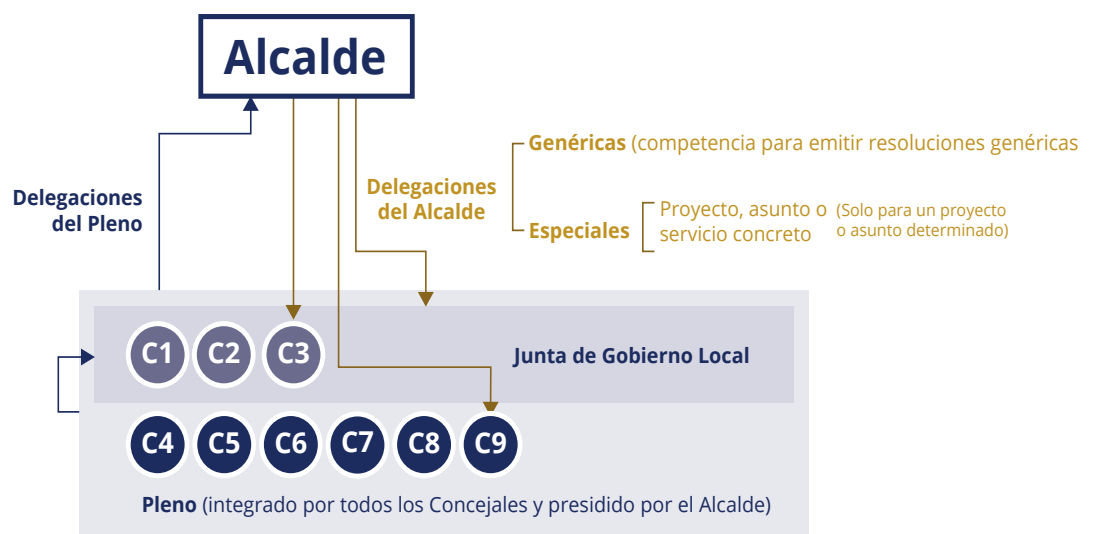 Alcalde
Delegaciones
del Pleno
Delegaciones
del Alcalde
Genéricas (competencia para emitir resoluciones genéricas
Especiales
Proyecto, asunto o
servicio concreto
(Solo para un proyecto
o asunto determinado)
C1 C2 C3
Junta de Gobierno Local
C4 C5 C6 C7 C8 C9
Pleno (integrado por todos los Concejales y presidido por el Alcalde)